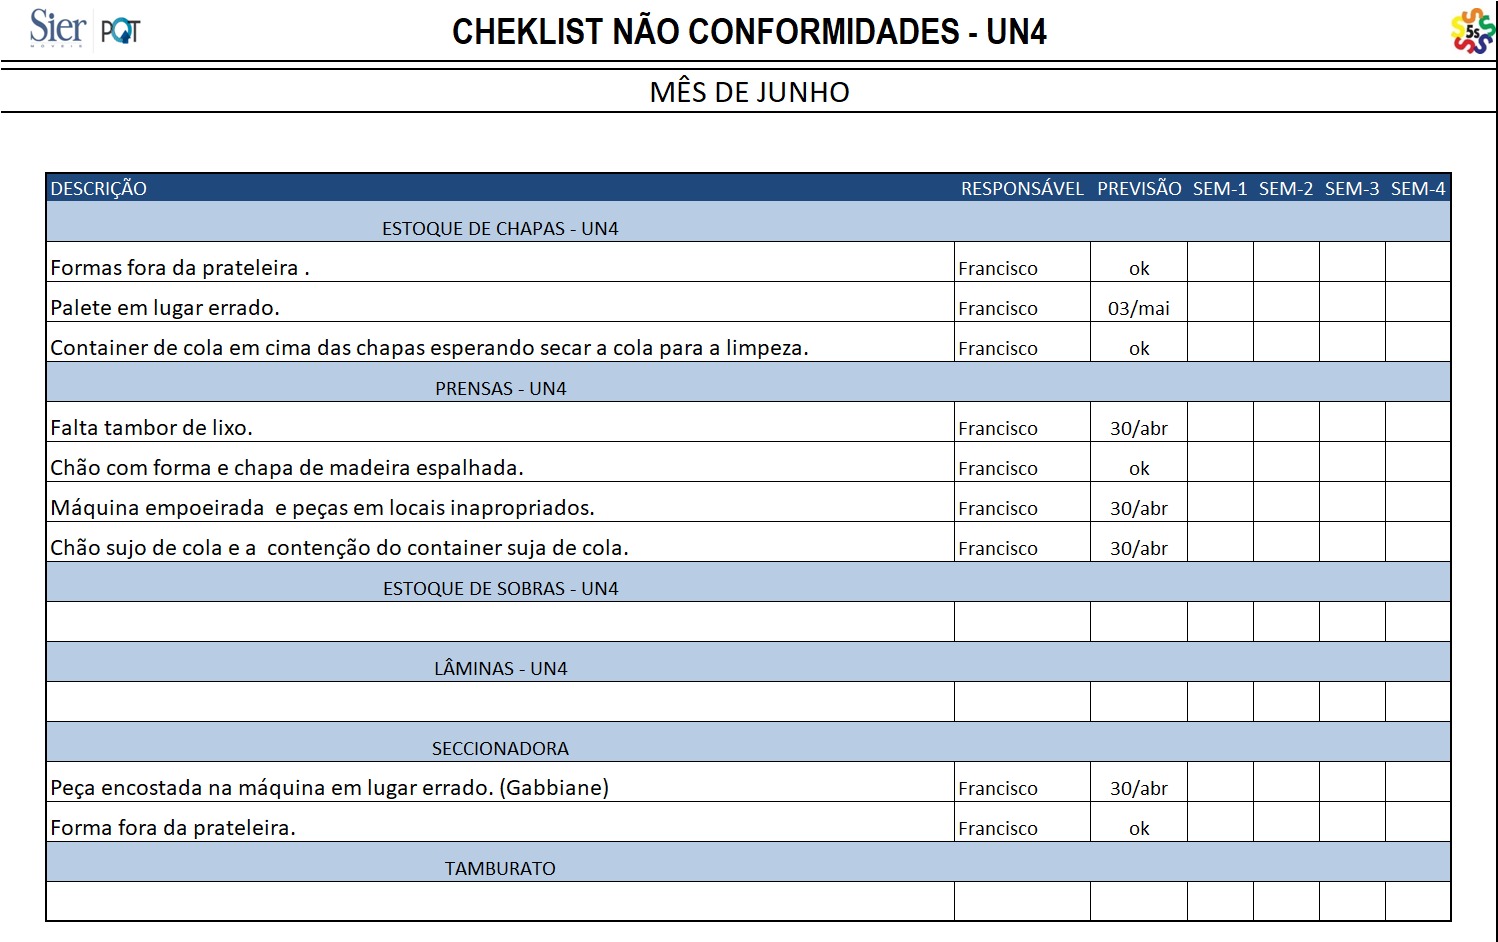 Sier PQT
MÓVEIS
CHEKLIST NÃO CONFORMIDADES - UN4
5s
MÊS DE JUNHO
DESCRIÇÃO RESPONSÁVEL PREVISÃO SEM-1 SEM-2 SEM-3 SEM-4
ESTOQUE DE CHAPAS - UN4
Formas fora da prateleira . Francisco ok
Palete em lugar errado. Francisco 03/mai
Container de cola em cima das chapas esperando secar a cola para a limpeza. Francisco ok
PRENSAS - UN4
Falta tambor de lixo. Francisco 30/abr
Chão com forma e chapa de madeira espalhada. Francisco ok
Máquina empoeirada  e peças em locais inapropriados. Francisco 30/abr
Chão sujo de cola e a  contenção do container suja de cola. Francisco 30/abr
ESTOQUE DE SOBRAS - UN4
LÂMINAS - UN4
SECCIONADORA
Peça encostada na máquina em lugar errado. (Gabbiane) Francisco 30/abr
Forma fora da prateleira. Francisco ok
TAMBURATO